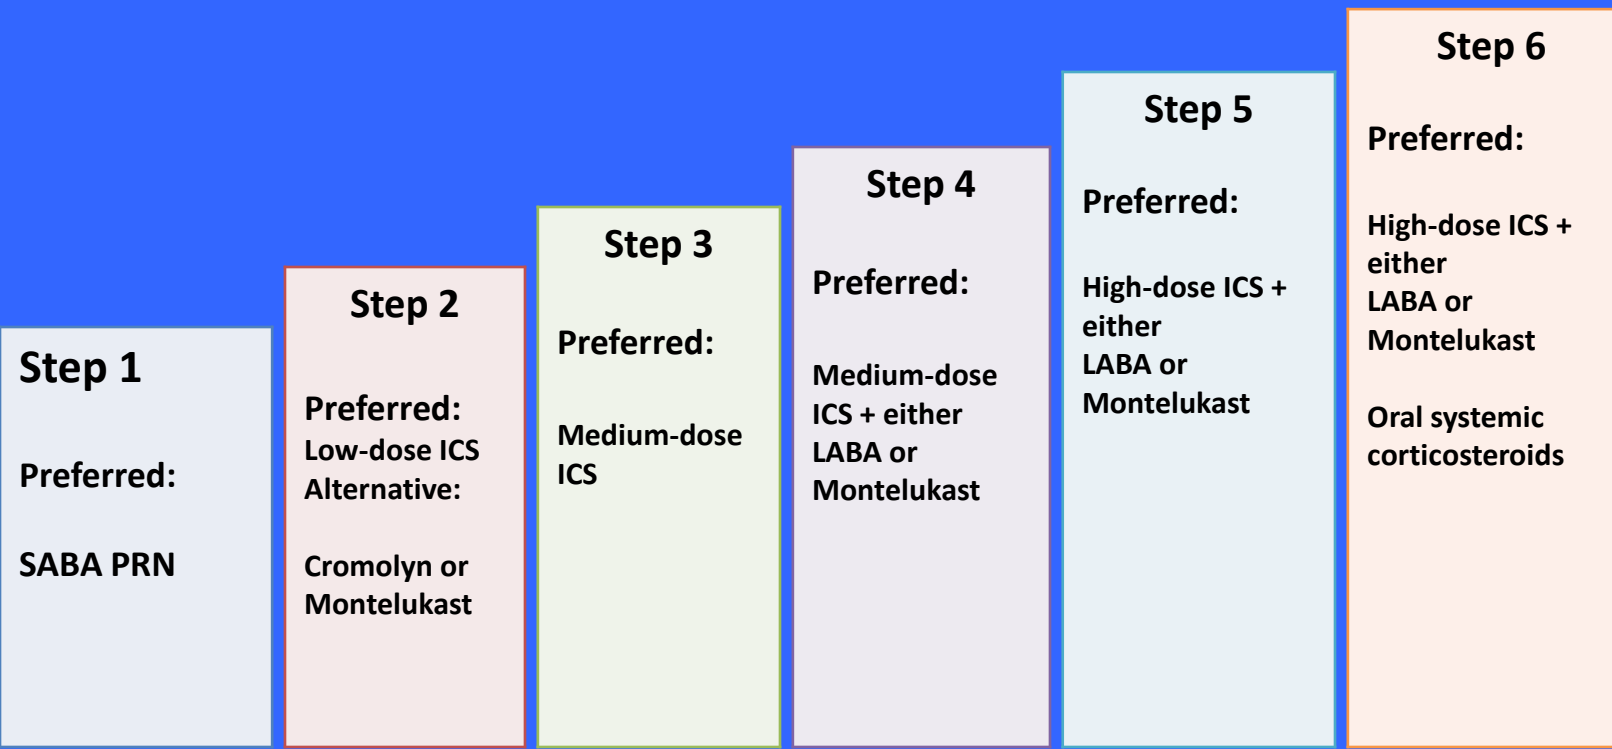 Step 1
Preferred:
SABA PRN
Step 2
Preferred:
Low-dose ICS
Alternative:
Cromolyn or
Montelukast
Step 3
Preferred:
Medium-dose
ICS
Step 4
Preferred:
Medium-dose
ICS + either
LABA or
Montelukast
Step 5
Preferred:
High-dose ICS +
either
LABA or
Montelukast
Step 6
Preferred:
High-dose ICS +
either
LABA or
Montelukast
Oral systemic
corticosteroids